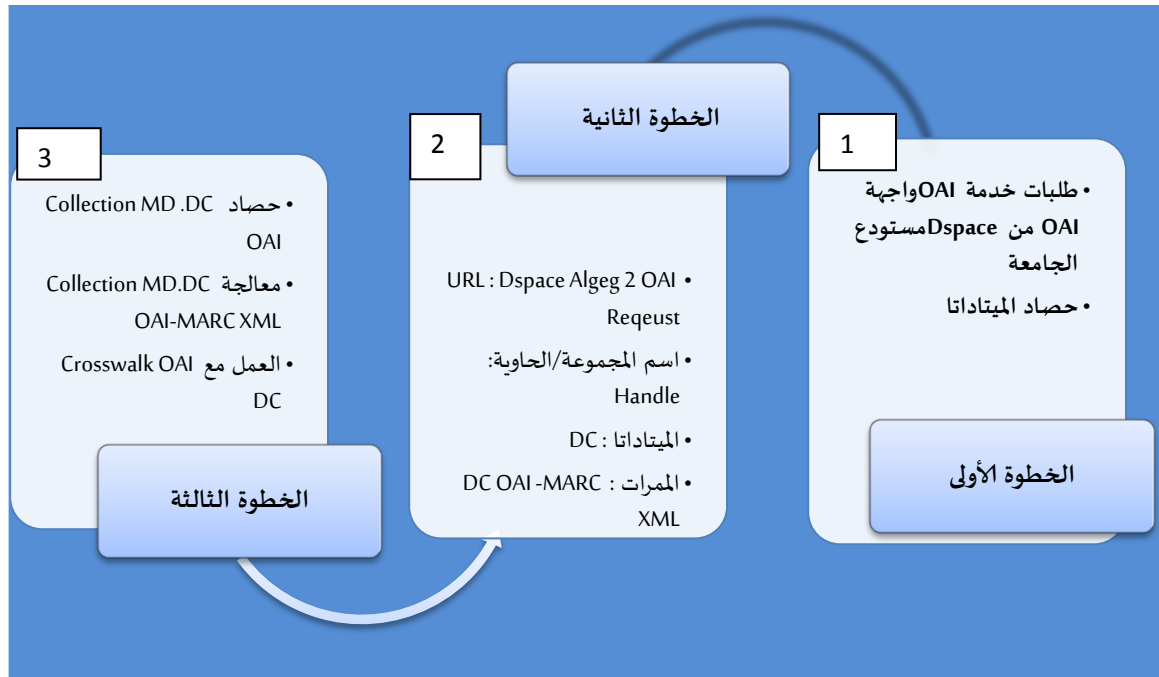 1
• طلبات خدمة OAIواجهة
OAI من Dspaceمستودع
الجامعة
• حصاد الميتاداتا
الخطوة الأولى
الخطوة الثانية
2
• URL : Dspace Algeg 2 OAI
Reqeust
• اسم المجموعة/الحاوية:
Handle
• الميتاداتا : DC
• الممرات : DC OAI -MARC
XML
3
• حصاد Collection MD .DC
OAI
• معالجة Collection MD.DC
OAI-MARC XML
• العمل مع Crosswalk OAI
DC
الخطوة الثالثة